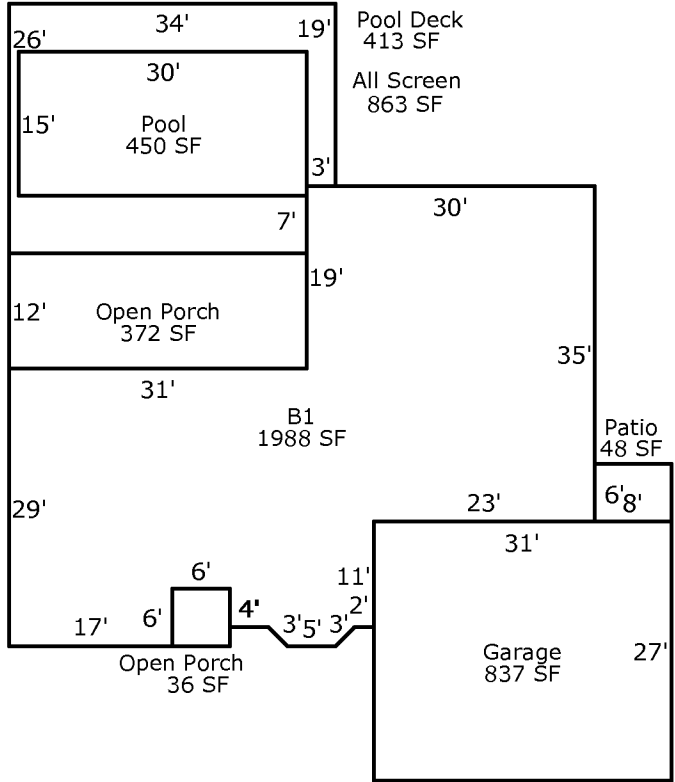 34'
19'
Pool Deck
413 SF
26'
30'
All Screen
863 SF
15'
Pool
450 SF
3'
7'
30'
19'
12'
Open Porch
372 SF
35'
31'
B1
1988 SF
Patio
48 SF
29'
23'
6'
8'
31'
6'
11'
4'
2'
6'
17'
3'
5'
3'
Open Porch
36 SF
Garage
837 SF
27'